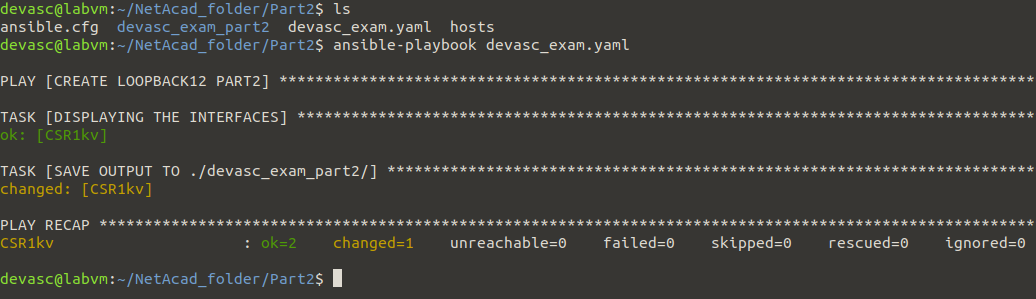 devasc@labvm:~/NetAcad_folder/Part2$ ls
ansible.cfg  devasc_exam_part2  devasc_exam.yaml  hosts
devasc@labvm:~/NetAcad_folder/Part2$ ansible-playbook devasc_exam.yaml
PLAY [CREATE LOOPBACK12 PART2] ************************************************************************************
TASK [DISPLAYING THE INTERFACES] **********************************************************************************
ok: [CSR1kv]
TASK [SAVE OUTPUT TO ./devasc_exam_part2/] ************************************************************************
changed: [CSR1kv]
PLAY RECAP ********************************************************************************************************
CSR1kv                     : ok=2    changed=1    unreachable=0    failed=0    skipped=0    rescued=0    ignored=0
devasc@labvm:~/NetAcad_folder/Part2$